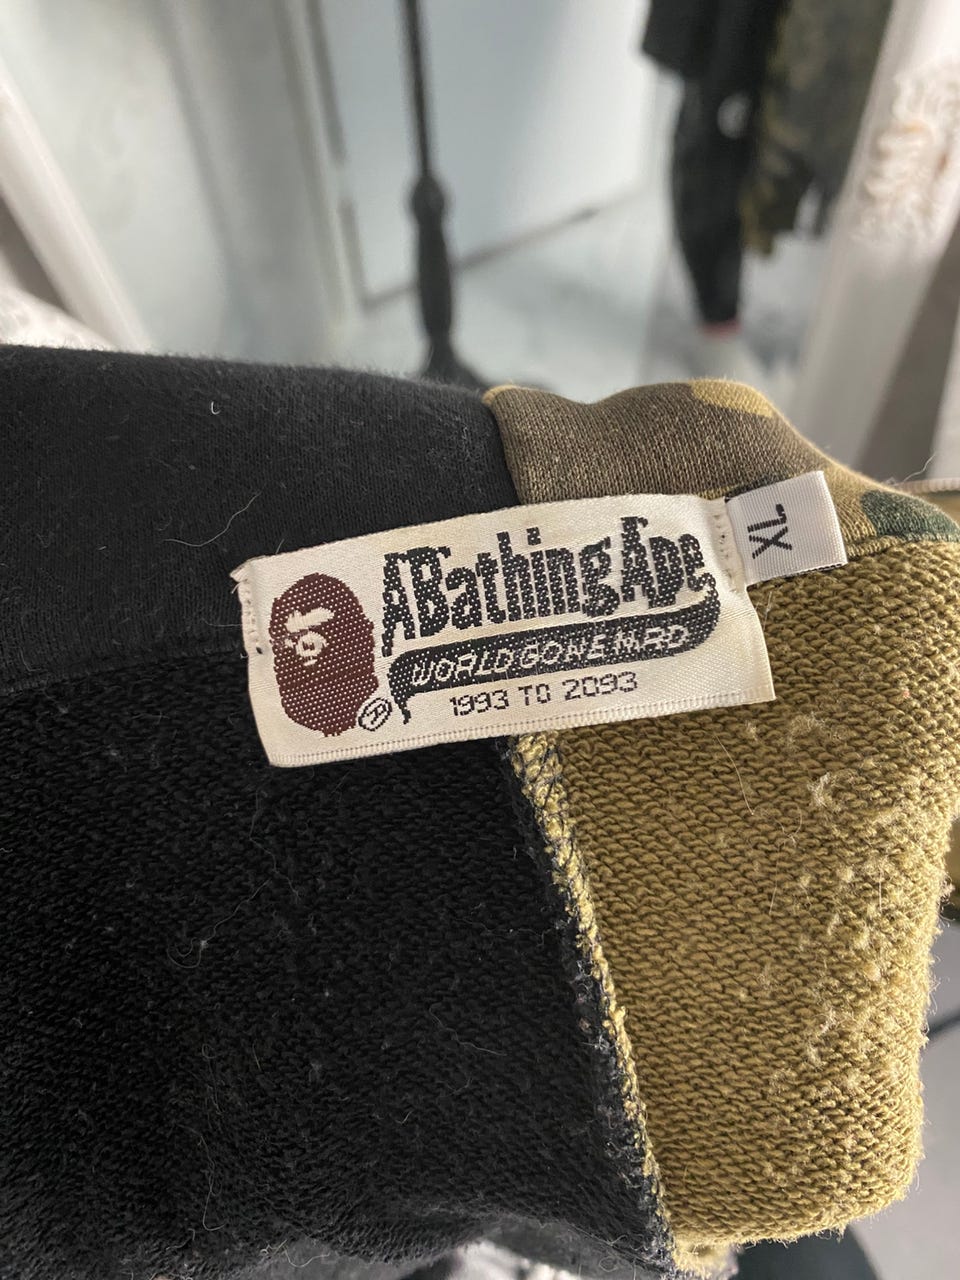 ABathingApe
WORLD GONE MAD
1993 TO 2093
®
XL